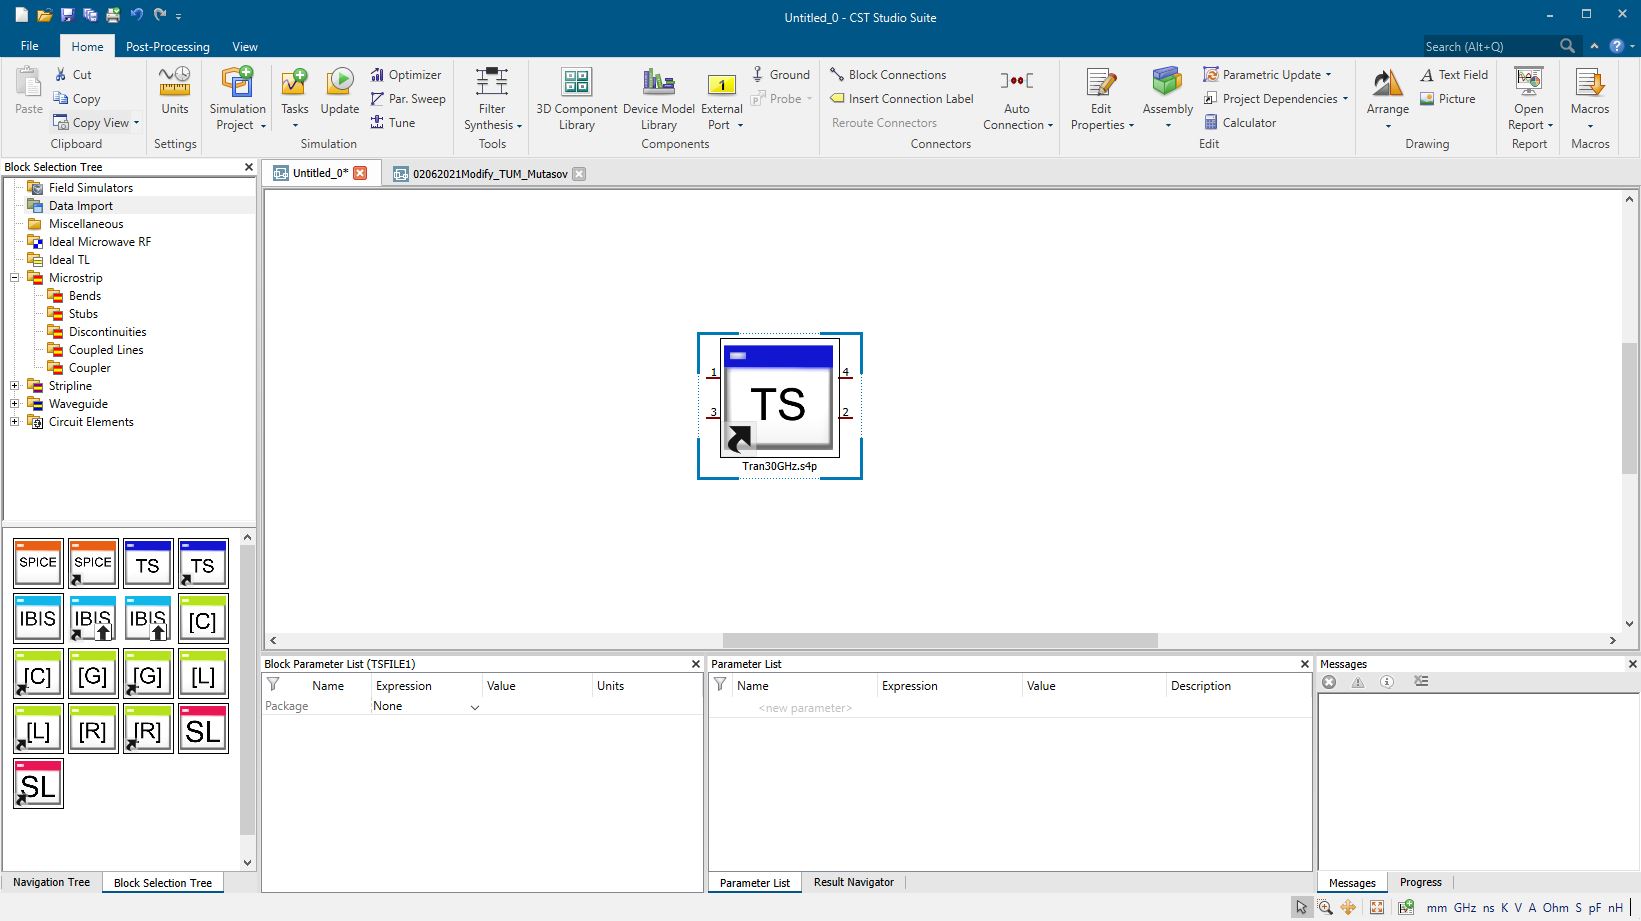 Untitled_0 - CST Studio Suite
File Home Post-Processing View Search (Alt+Q)
Paste Cut Copy Copy View Clipboard
Units Settings
Simulation Project Tasks Update Optimizer Par. Sweep Tune Simulation
Filter Synthesis Tools
3D Component Library Device Model Library 1 External Port Ground Probe Components
Block Connections Insert Connection Label Reroute Connectors Auto Connection Connectors
Edit Properties Assembly Parametric Update Project Dependencies Calculator Edit
Arrange Text Field Picture Drawing
Open Report Report
Macros Macros
Block Selection Tree
Field Simulators
Data Import
Miscellaneous
Ideal Microwave RF
Ideal TL
Microstrip
Bends
Stubs
Discontinuities
Coupled Lines
Coupler
Stripline
Waveguide
Circuit Elements
SPICE SPICE TS TS
IBIS IBIS IBIS [C]
[C] [G] [G] [L]
[L] [R] [R] SL
SL
Navigation Tree Block Selection Tree
Untitled_0* 02062021Modify_TUM_Mutasov
1 4
TS
3 2
Tran30GHz.s4p
Block Parameter List (TSFILE1)
Name Expression Value Units
Package None
Parameter List
Name Expression Value Description
<new parameter>
Parameter List Result Navigator
Messages
Messages Progress
mm GHz ns K V A Ohm S pF nH